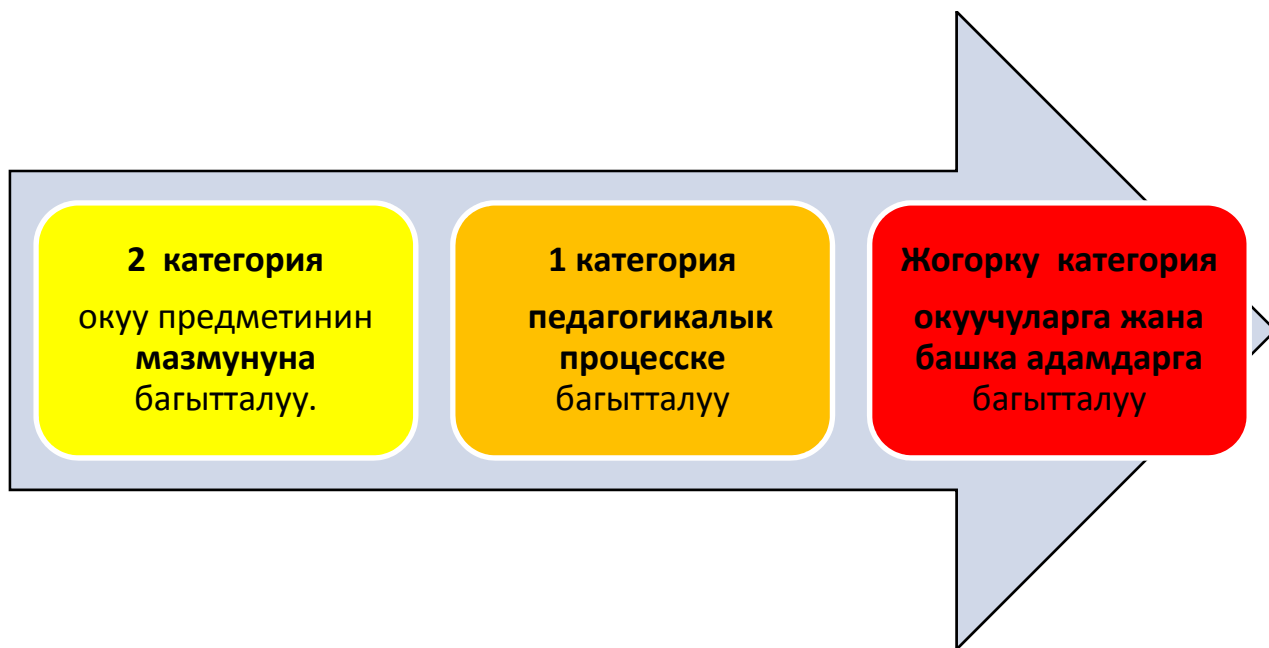 2 категория
окуу предметинин
мазмунуна
багытталуу.
1 категория
педагогикалык
процесске
багытталуу
Жогорку категория
окуучуларга жана
башка адамдарга
багытталуу